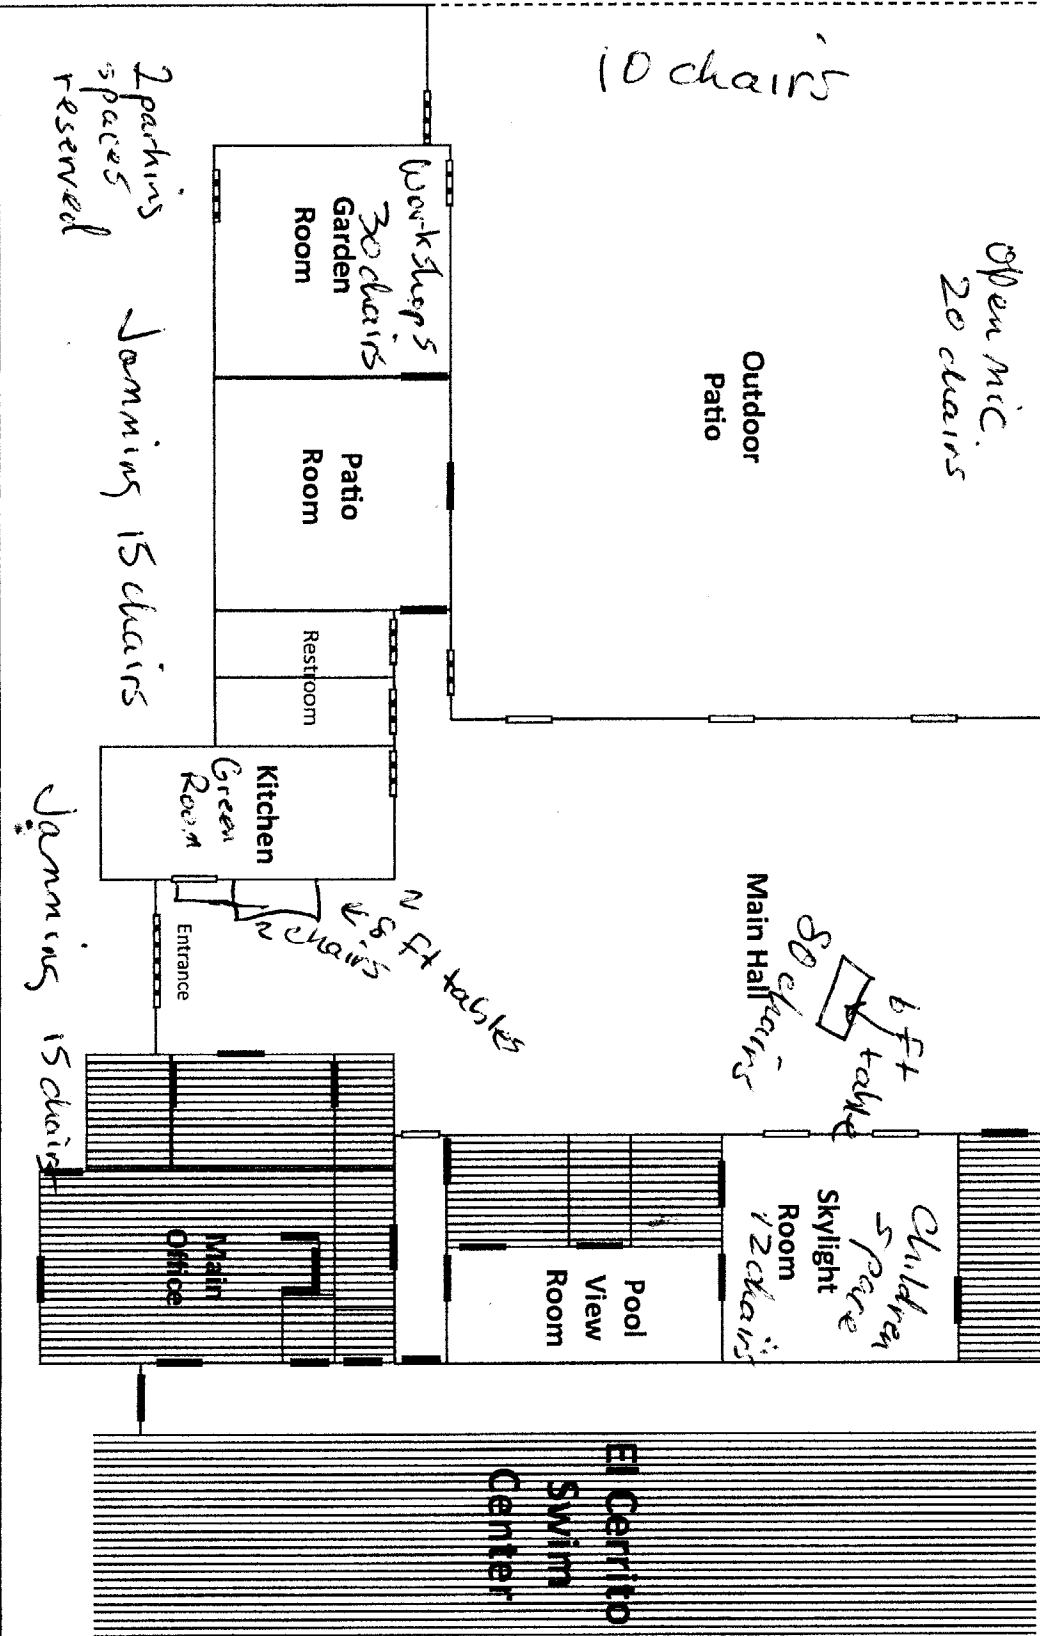 10 chairs
Open mic
20 chairs
Outdoor
Patio
2 parking
spaces
reserved
Workshops
30 chairs
Garden
Room
Patio
Room
Restroom
Jamming 15 chairs
Kitchen
Green
Room
Entrance
2 chairs
2 8 ft tables
Main Hall
80 chairs
6 ft
table
Jamming 15 chairs
Children
space
Skylight
Room
12 chairs
Pool
View
Room
Main
Office
El Cerrito
Swim
Center